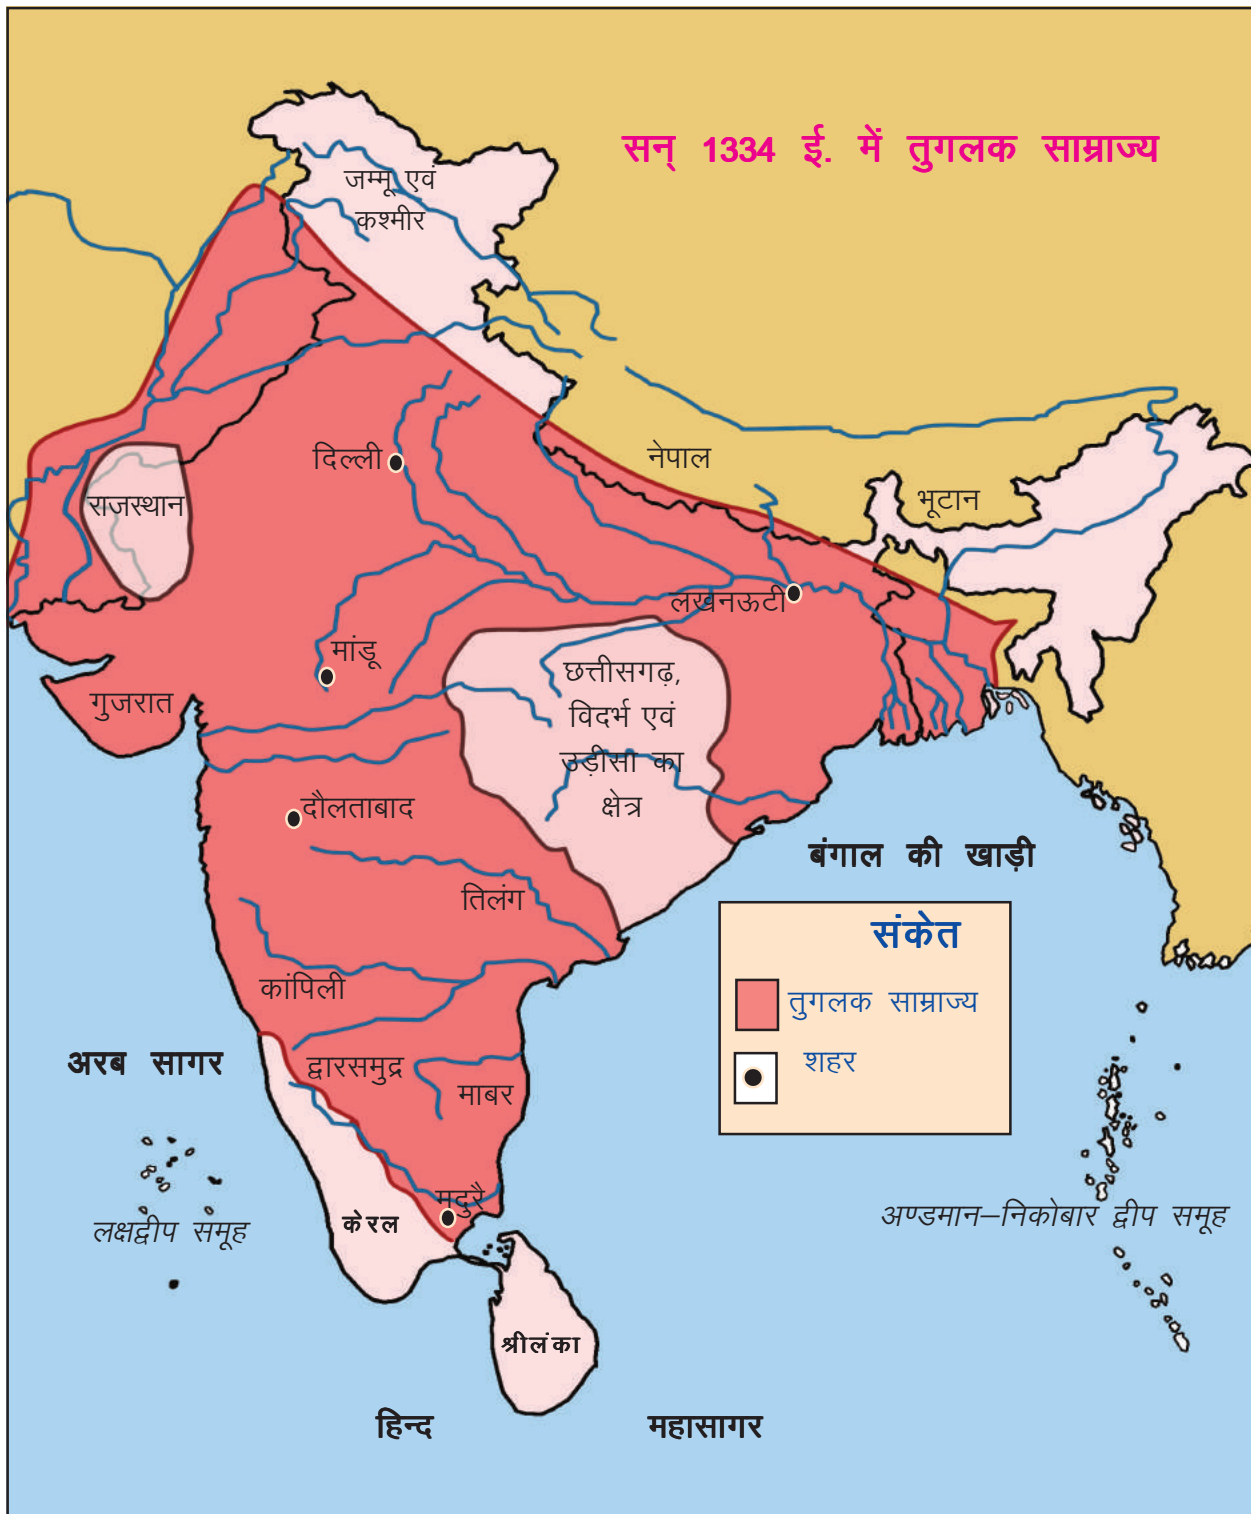 सन् 1334 ई. में तुगलक साम्राज्य
जम्मू एवं
कश्मीर
दिल्ली
नेपाल
राजस्थान
भूटान
लखनऊटी
मांडू
गुजरात
छत्तीसगढ़,
विदर्भ एवं
उड़ीसा का
क्षेत्र
दौलताबाद
बंगाल की खाड़ी
तिलंग
संकेत
कांपिली
तुगलक साम्राज्य
अरब सागर
द्वारसमुद्र
शहर
माबर
मदुरै
लक्षद्वीप समूह
केरल
अण्डमान–निकोबार द्वीप समूह
श्रीलंका
हिन्द महासागर